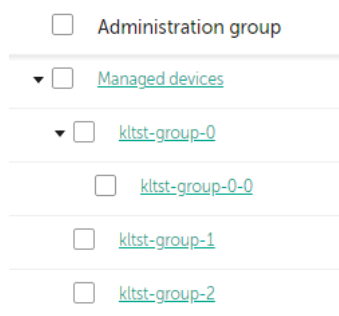 Administration group
Managed devices
kltst-group-0
kltst-group-0-0
kltst-group-1
kltst-group-2